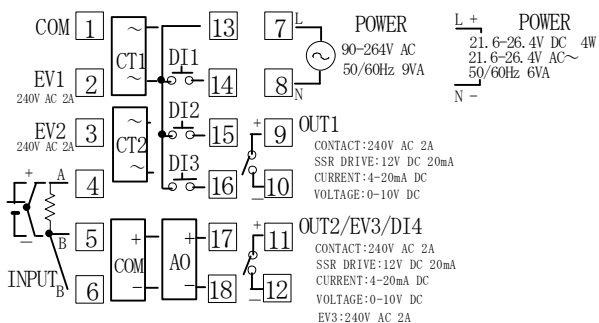 COM 1
13
7 L
POWER
L + POWER
CT1
~
~
90-264V AC
50/60Hz 9VA
21.6-26.4V DC 4W
21.6-26.4V AC~
50/60Hz 6VA
N -
EV1
240V AC 2A
2
DI1
14
8
N
EV2
240V AC 2A
3
CT2
~
~
DI2
15
+ 9 OUT1
CONTACT:240V AC 2A
SSR DRIVE:12V DC 20mA
CURRENT:4-20mA DC
VOLTAGE:0-10V DC
DI3
16
- 10
+ A 4
- B 5
INPUT B 6
+ COM -
+ AO -
17
18
+ 11 OUT2/EV3/DI4
- 12
CONTACT:240V AC 2A
SSR DRIVE:12V DC 20mA
CURRENT:4-20mA DC
VOLTAGE:0-10V DC
EV3:240V AC 2A